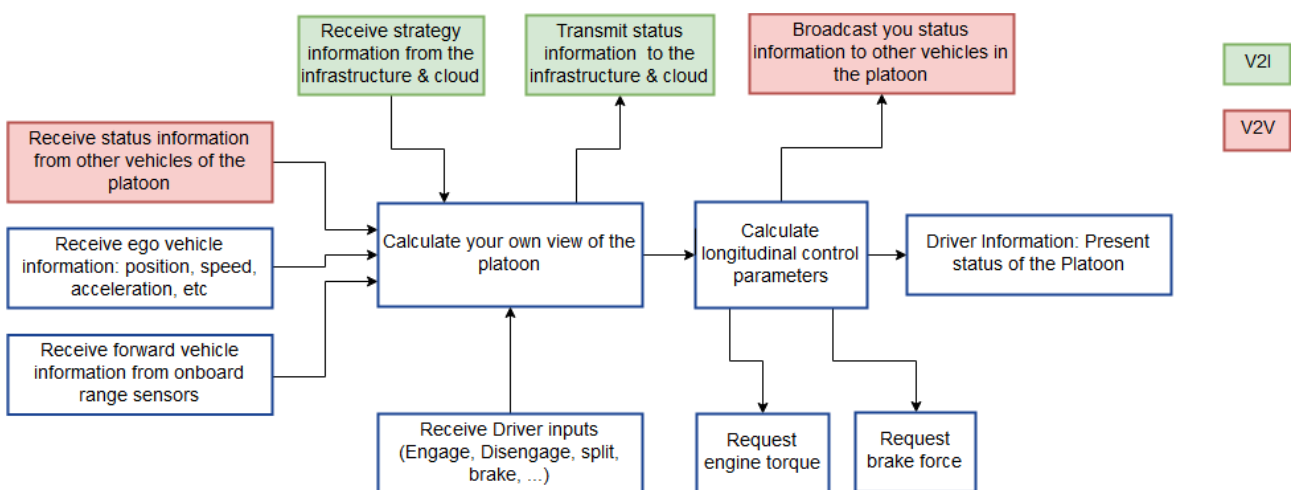 Receive strategy
information from the
infrastructure & cloud
Transmit status
information to the
infrastructure & cloud
Broadcast you status
information to other vehicles in
the platoon
V2I
V2V
Receive status information
from other vehicles of the
platoon
Receive ego vehicle
information: position, speed,
acceleration, etc
Calculate your own view of the
platoon
Calculate
longitudinal control
parameters
Driver Information: Present
status of the Platoon
Receive forward vehicle
information from onboard
range sensors
Receive Driver inputs
(Engage, Disengage, split,
brake, ...)
Request
engine torque
Request
brake force